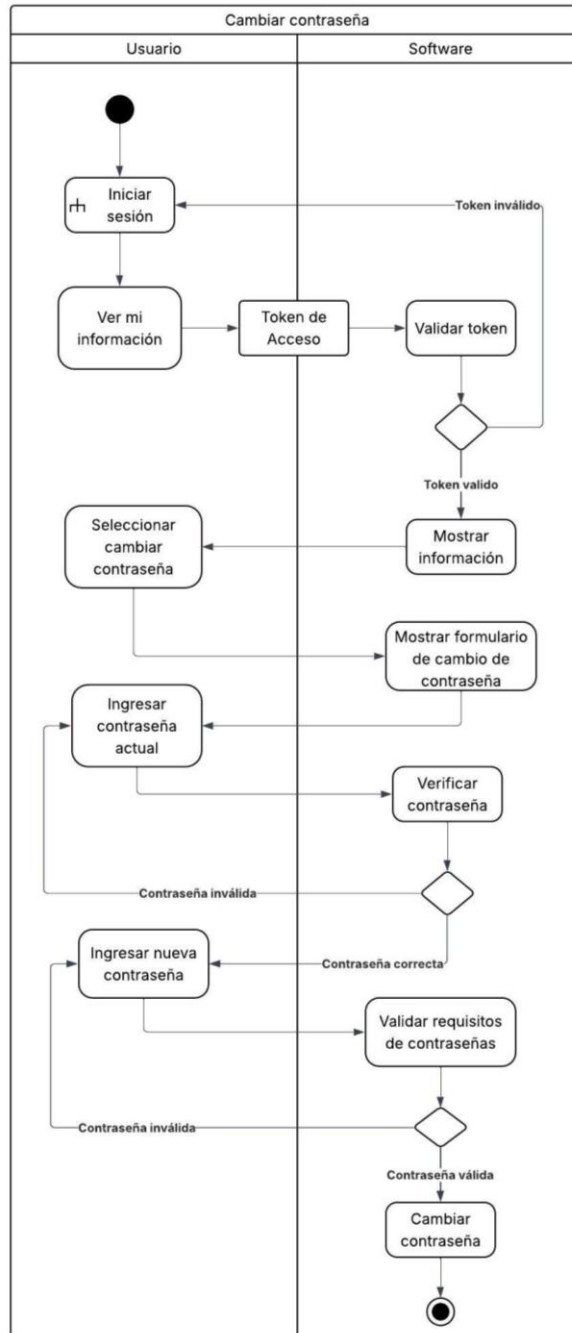 Cambiar contraseña
Usuario
Software
Iniciar
sesión
Token inválido
Ver mi
información
Token de
Acceso
Validar token
Token valido
Seleccionar
cambiar
contraseña
Mostrar
información
Mostrar formulario
de cambio de
contraseña
Ingresar
contraseña
actual
Verificar
contraseña
Contraseña inválida
Ingresar nueva
contraseña
Contraseña correcta
Validar requisitos
de contraseñas
Contraseña inválida
Contraseña válida
Cambiar
contraseña